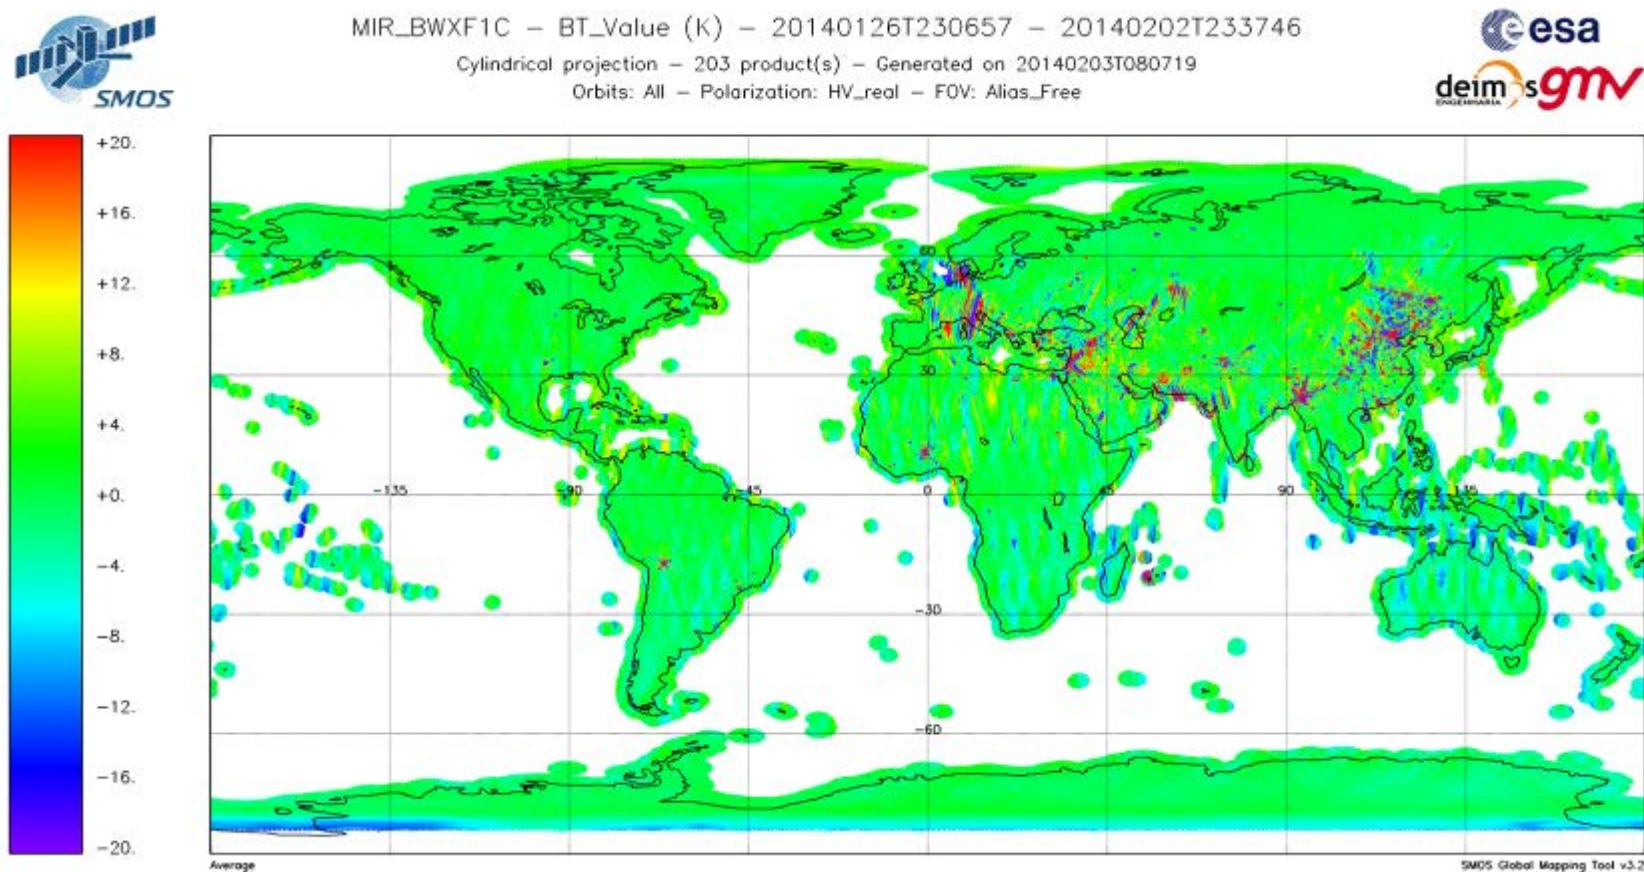 MIR_BWXF1C – BT_Value (K) – 20140126T230657 – 20140202T233746
Cylindrical projection – 203 product(s) – Generated on 20140203T080719
Orbits: All – Polarization: HV_real – FOV: Alias_Free
SMOS
esa
deimos
ENGENHARIA
gmv
+20.
+16.
+12.
+8.
+4.
+0.
-4.
-8.
-12.
-16.
-20.
60
30
-135
-90
-45
0
45
90
135
-30
-60
Average
SMOS Global Mapping Tool v3.2